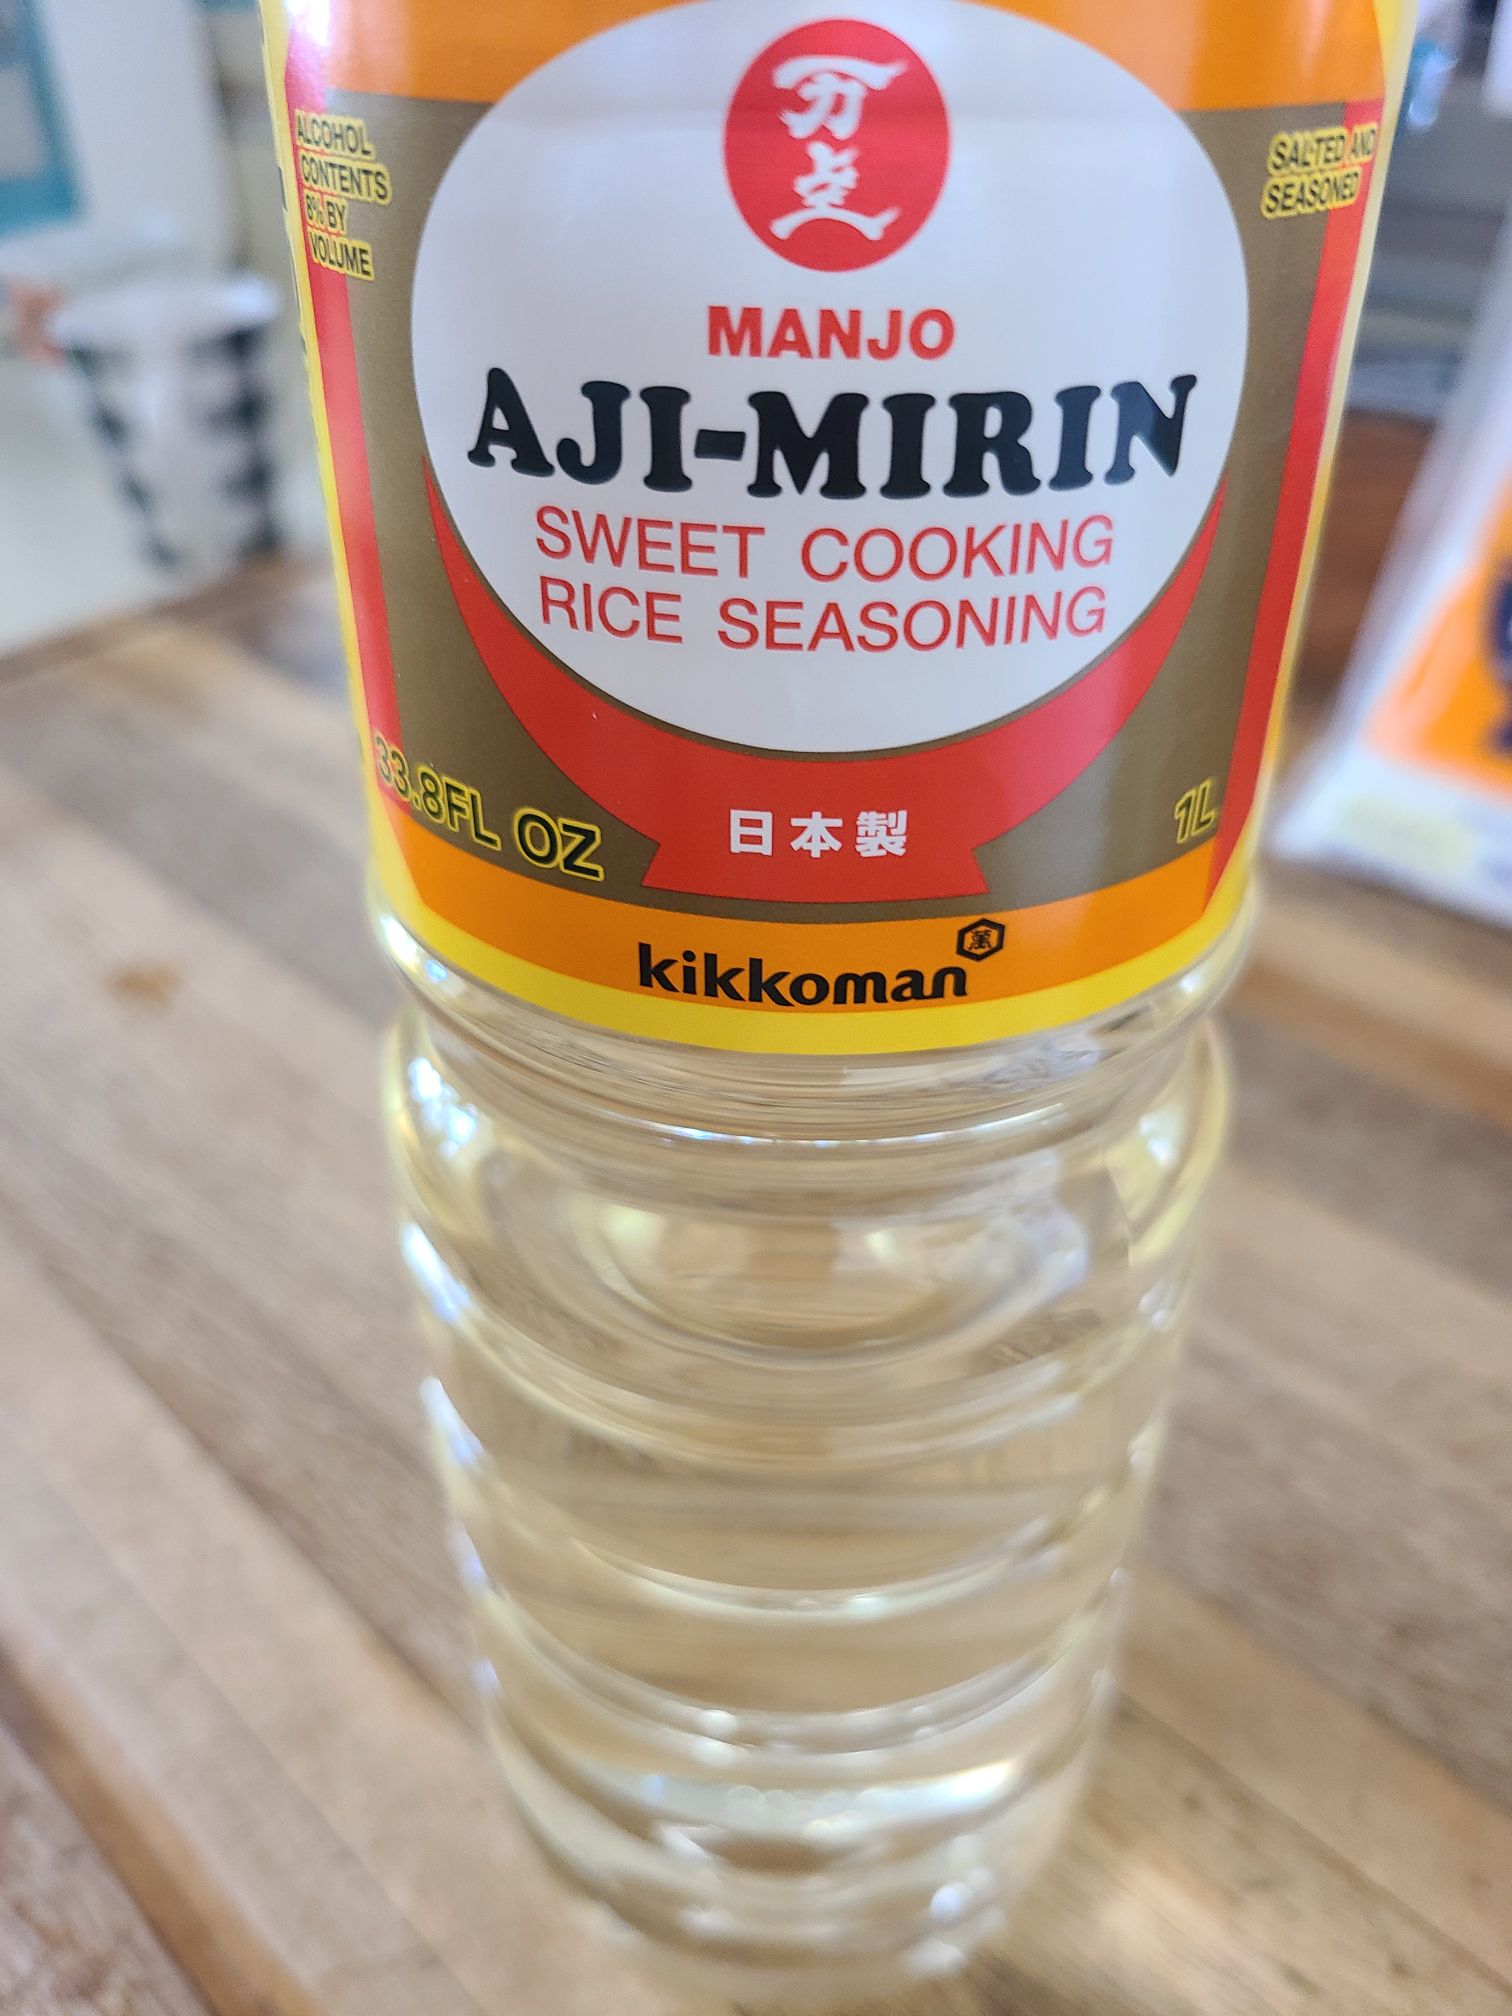 万上
ALCOHOL
CONTENTS
8% BY
VOLUME
SALTED AND
SEASONED
MANJO
AJI-MIRIN
SWEET COOKING
RICE SEASONING
33.8FL OZ
日本製
1L
kikkoman
萬